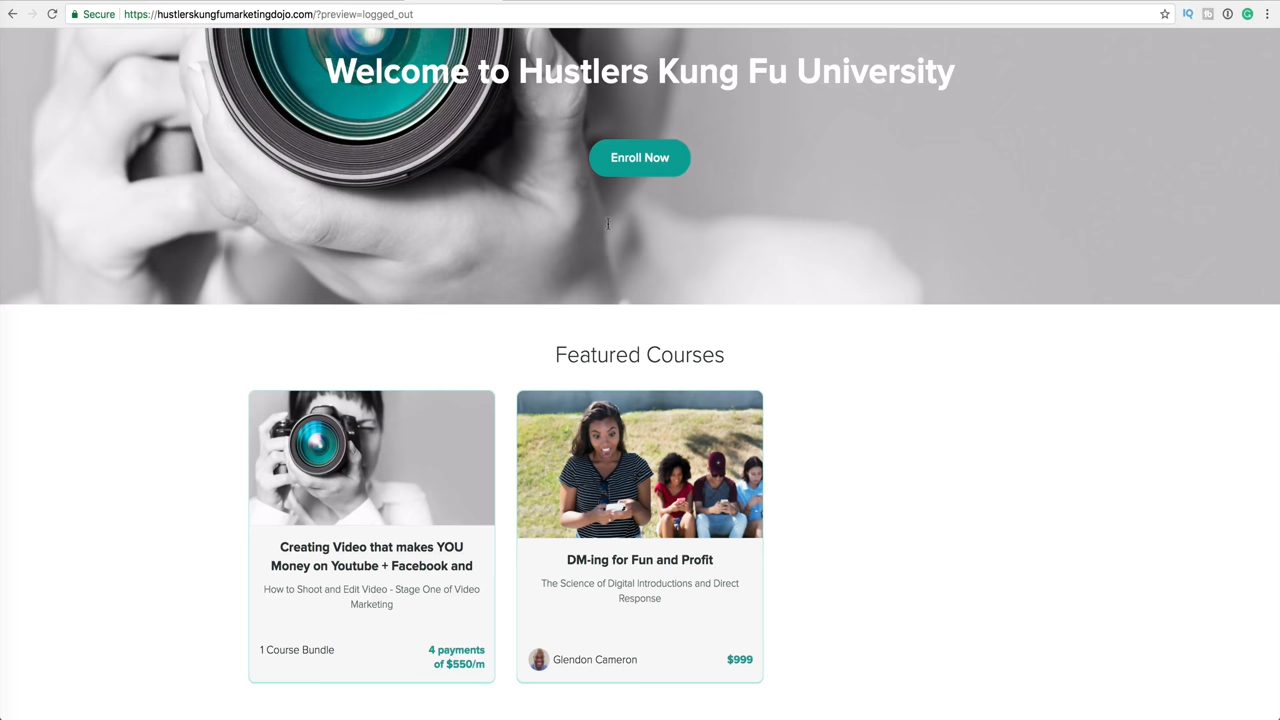 Secure
https://hustlerskungfumarketingdojo.com/?preview=logged_out
Welcome to Hustlers Kung Fu University
Enroll Now
Featured Courses
Creating Video that makes YOU
Money on Youtube + Facebook and
How to Shoot and Edit Video - Stage One of Video
Marketing
1 Course Bundle
4 payments
of $550/m
DM-ing for Fun and Profit
The Science of Digital Introductions and Direct
Response
Glendon Cameron
$999